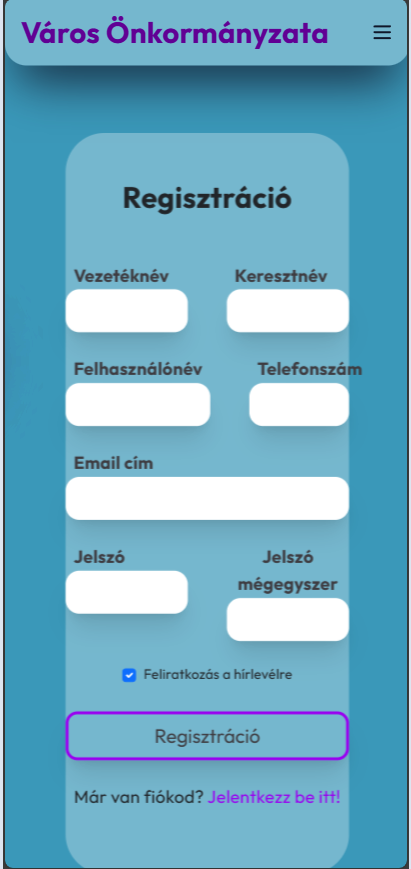 Város Önkormányzata
Regisztráció
Vezetéknév Keresztnév
Felhasználónév Telefonszám
Email cím
Jelszó Jelszó
mégegyszer
Feliratkozás a hírlevélre
Regisztráció
Már van fiókod? Jelentkezz be itt!